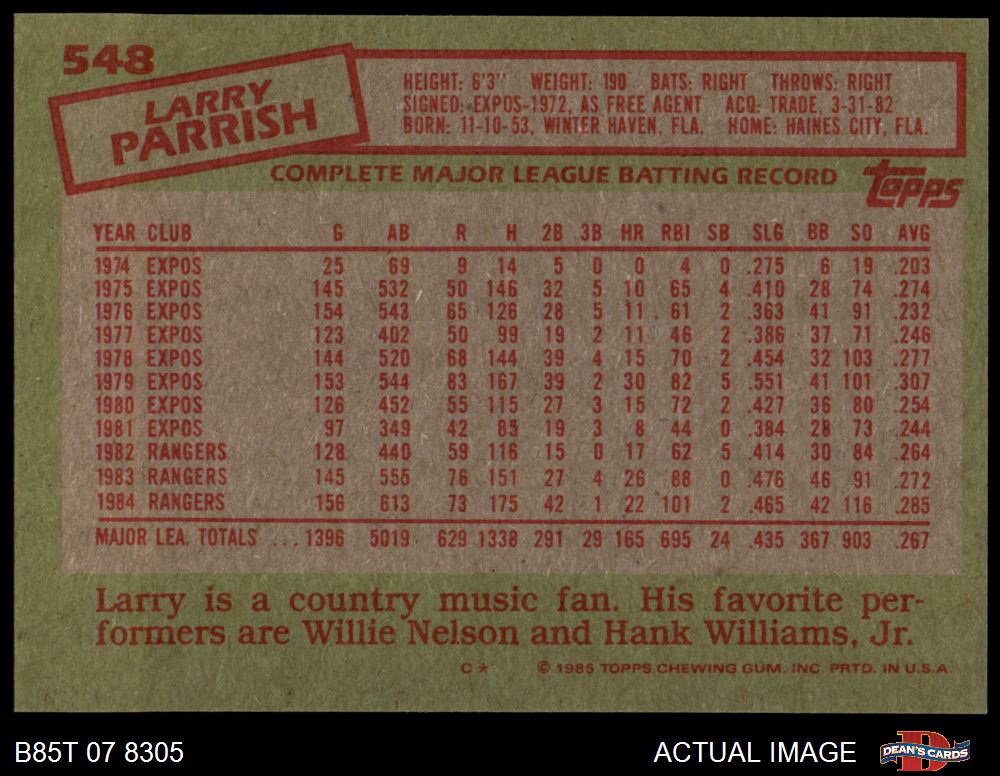 548
LARRY
PARRISH
HEIGHT: 6'3" WEIGHT: 190 BATS: RIGHT THROWS: RIGHT
SIGNED: EXPOS-1972, AS FREE AGENT ACQ: TRADE, 3-31-82
BORN: 11-10-53, WINTER HAVEN, FLA. HOME: HAINES CITY, FLA.
COMPLETE MAJOR LEAGUE BATTING RECORD
topps
YEAR CLUB G AB R H 2B 3B HR RBI SB SLG BB SO AVG
1974 EXPOS 25 69 9 14 5 0 0 4 0 .275 6 19 .203
1975 EXPOS 145 532 50 146 32 5 10 65 4 .410 28 74 .274
1976 EXPOS 154 543 65 126 28 5 11 61 2 .363 41 91 .232
1977 EXPOS 123 402 50 99 19 2 11 46 2 .386 37 71 .246
1978 EXPOS 144 520 68 144 39 4 15 70 2 .454 32 103 .277
1979 EXPOS 153 544 83 167 39 2 30 82 5 .551 41 101 .307
1980 EXPOS 126 452 55 115 27 3 15 72 2 .427 36 80 .254
1981 EXPOS 97 349 42 85 19 3 8 44 0 .384 28 73 .244
1982 RANGERS 128 440 59 116 15 0 17 62 5 .414 30 84 .264
1983 RANGERS 145 555 76 151 27 4 26 88 0 .476 46 91 .272
1984 RANGERS 156 613 73 175 42 1 22 101 2 .465 42 116 .285
MAJOR LEA. TOTALS ... 1396 5019 629 1338 291 29 165 695 24 .435 367 903 .267
Larry is a country music fan. His favorite per-
formers are Willie Nelson and Hank Williams, Jr.
C* © 1985 TOPPS CHEWING GUM. INC. PRTD. IN U.S.A.
B85T 07 8305 ACTUAL IMAGE DEAN'S CARDS